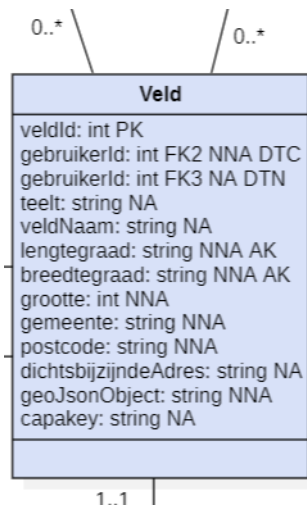 0..*
0..*
Veld
veldId: int PK
gebruikerId: int FK2 NNA DTC
gebruikerId: int FK3 NA DTN
teelt: string NA
veldNaam: string NA
lengtegraad: string NNA AK
breedtegraad: string NNA AK
grootte: int NNA
gemeente: string NNA
postcode: string NNA
dichtsbijzijndeAdres: string NA
geoJsonObject: string NNA
capakey: string NA
1..1